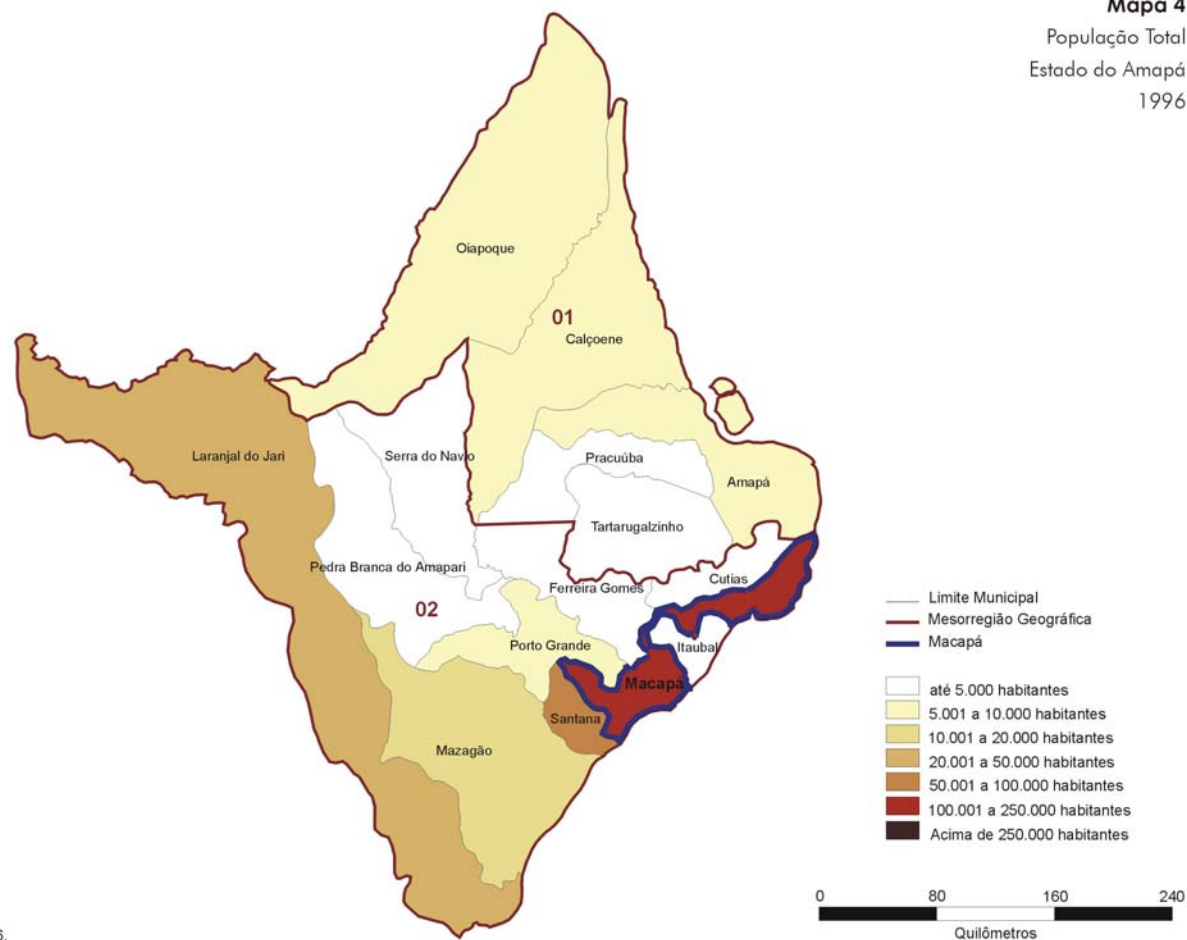 Mapa 4
População Total
Estado do Amapá
1996
Oiapoque
01
Calçoene
Laranjal do Jari
Serra do Navio
Pracuúba
Amapá
Tartarugalzinho
Pedra Branca do Amapari
Ferreira Gomes
Cutias
02
Porto Grande
Itaubal
Macapá
Santana
Mazagão
Limite Municipal
Mesorregião Geográfica
Macapá
até 5.000 habitantes
5.001 a 10.000 habitantes
10.001 a 20.000 habitantes
20.001 a 50.000 habitantes
50.001 a 100.000 habitantes
100.001 a 250.000 habitantes
Acima de 250.000 habitantes
0 80 160 240
Quilômetros